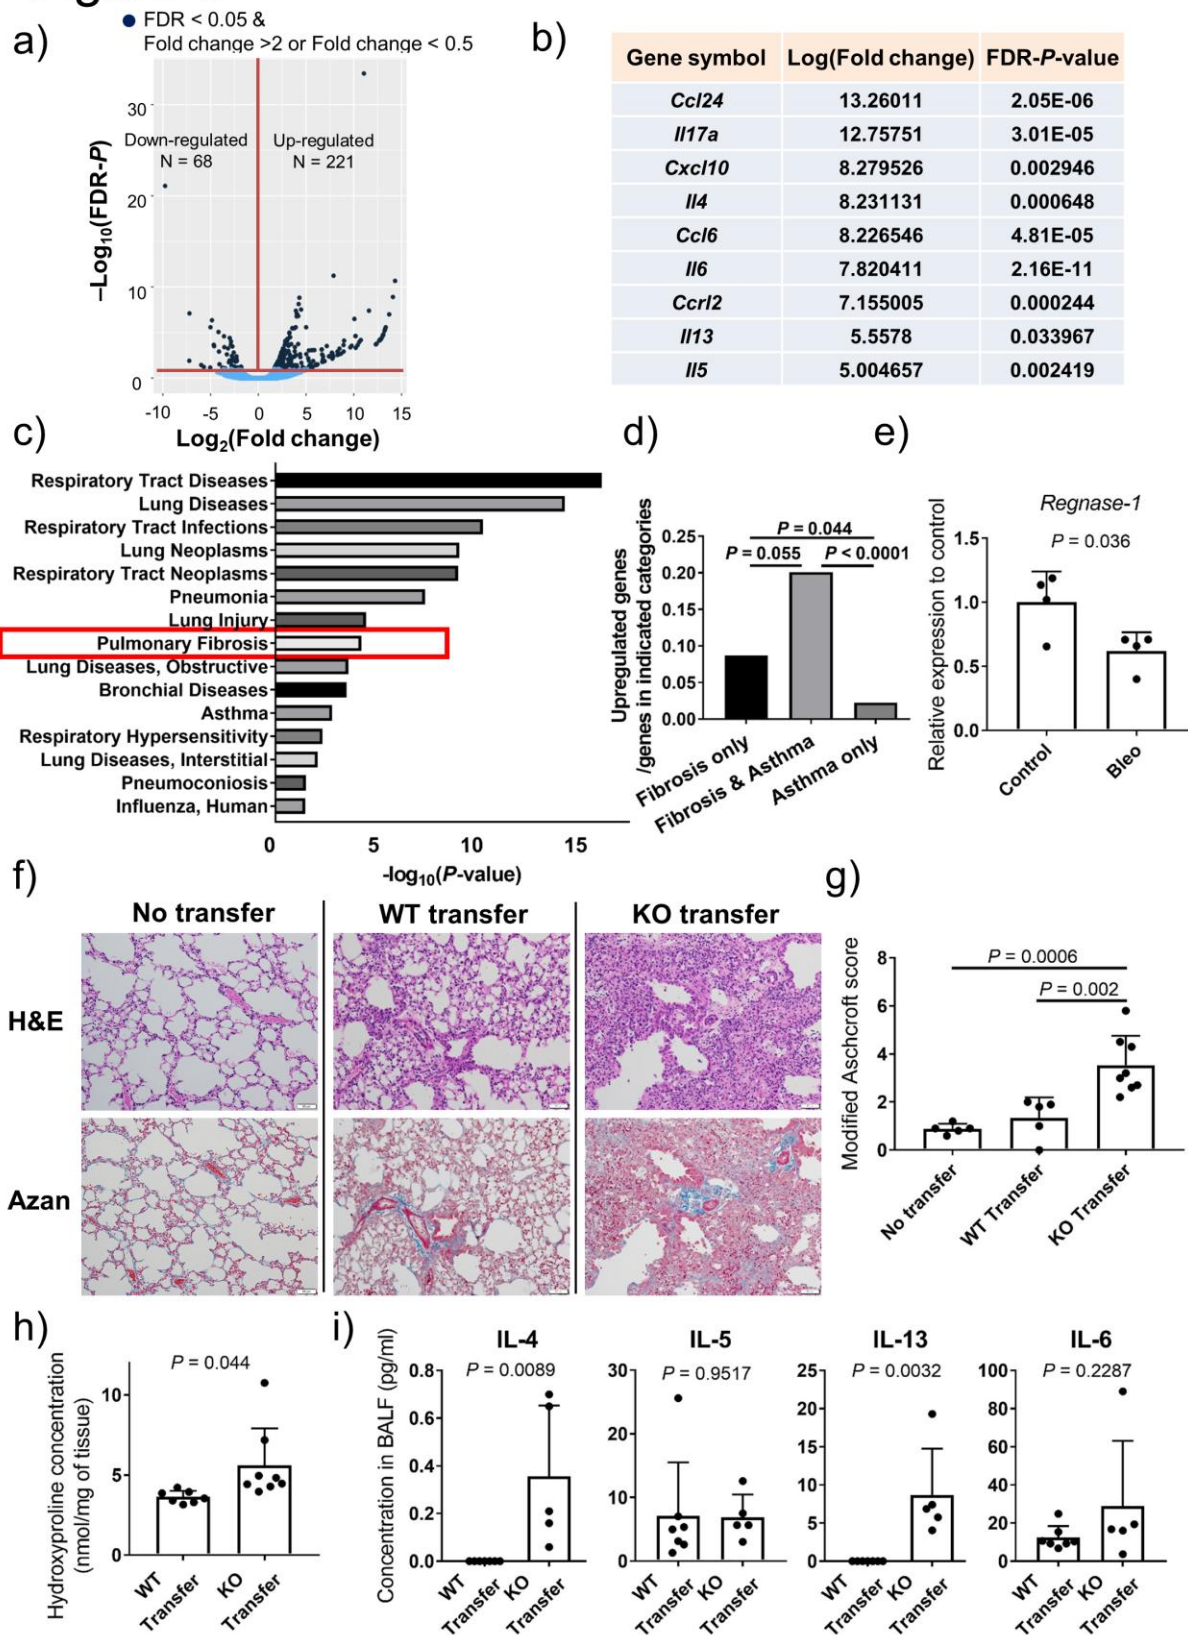 a)
FDR < 0.05 &
Fold change >2 or Fold change < 0.5
–Log10(FDR-P)
30
20
10
0
Down-regulated
N = 68
Up-regulated
N = 221
-10 -5 0 5 10 15
Log2(Fold change)
b)
Gene symbol Log(Fold change) FDR-P-value
Ccl24 13.26011 2.05E-06
Il17a 12.75751 3.01E-05
Cxcl10 8.279526 0.002946
Il4 8.231131 0.000648
Ccl6 8.226546 4.81E-05
Il6 7.820411 2.16E-11
Ccrl2 7.155005 0.000244
Il13 5.5578 0.033967
Il5 5.004657 0.002419
c)
Respiratory Tract Diseases
Lung Diseases
Respiratory Tract Infections
Lung Neoplasms
Respiratory Tract Neoplasms
Pneumonia
Lung Injury
Pulmonary Fibrosis
Lung Diseases, Obstructive
Bronchial Diseases
Asthma
Respiratory Hypersensitivity
Lung Diseases, Interstitial
Pneumoconiosis
Influenza, Human
0 5 10 15
-log10(P-value)
d)
Upregulated genes
/genes in indicated categories
0.25
0.20
0.15
0.10
0.05
0.00
P = 0.044
P = 0.055 P < 0.0001
Fibrosis only
Fibrosis & Asthma
Asthma only
e)
Regnase-1
P = 0.036
Relative expression to control
1.5
1.0
0.5
0.0
Control
Bleo
f)
No transfer WT transfer KO transfer
H&E
Azan
g)
Modified Aschcroft score
8
6
4
2
0
P = 0.0006
P = 0.002
No transfer
WT Transfer
KO Transfer
h)
Hydroxyproline concentration
(nmol/mg of tissue)
P = 0.044
10
5
0
WT
Transfer
KO
Transfer
i)
Concentration in BALF (pg/ml)
IL-4
P = 0.0089
0.8
0.6
0.4
0.2
0.0
WT
Transfer
KO
Transfer
IL-5
P = 0.9517
30
20
10
0
WT
Transfer
KO
Transfer
IL-13
P = 0.0032
25
20
15
10
5
0
WT
Transfer
KO
Transfer
IL-6
P = 0.2287
100
80
60
40
20
0
WT
Transfer
KO
Transfer